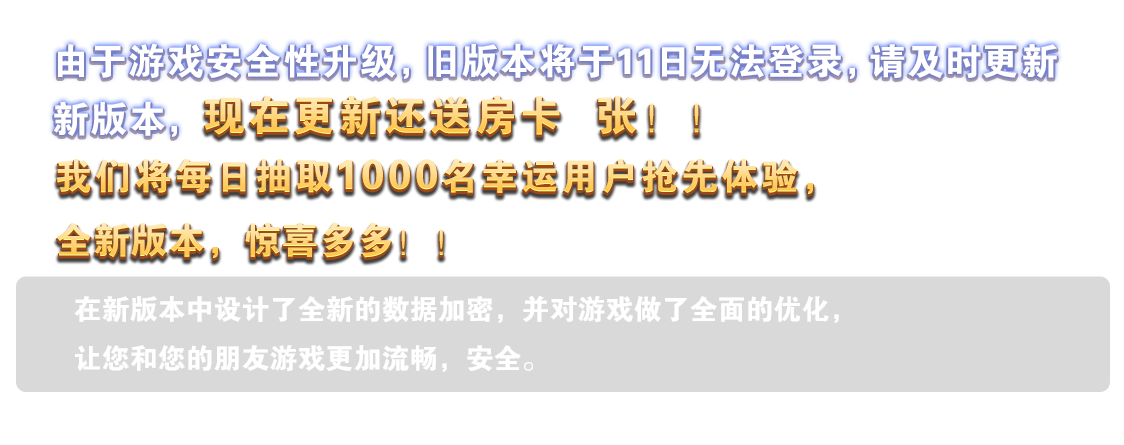 由于游戏安全性升级，旧版本将于11日无法登录，请及时更新
新版本，现在更新还送房卡 张！！
我们将每日抽取1000名幸运用户抢先体验，
全新版本，惊喜多多！！
在新版本中设计了全新的数据加密，并对游戏做了全面的优化，
让您和您的朋友游戏更加流畅，安全。